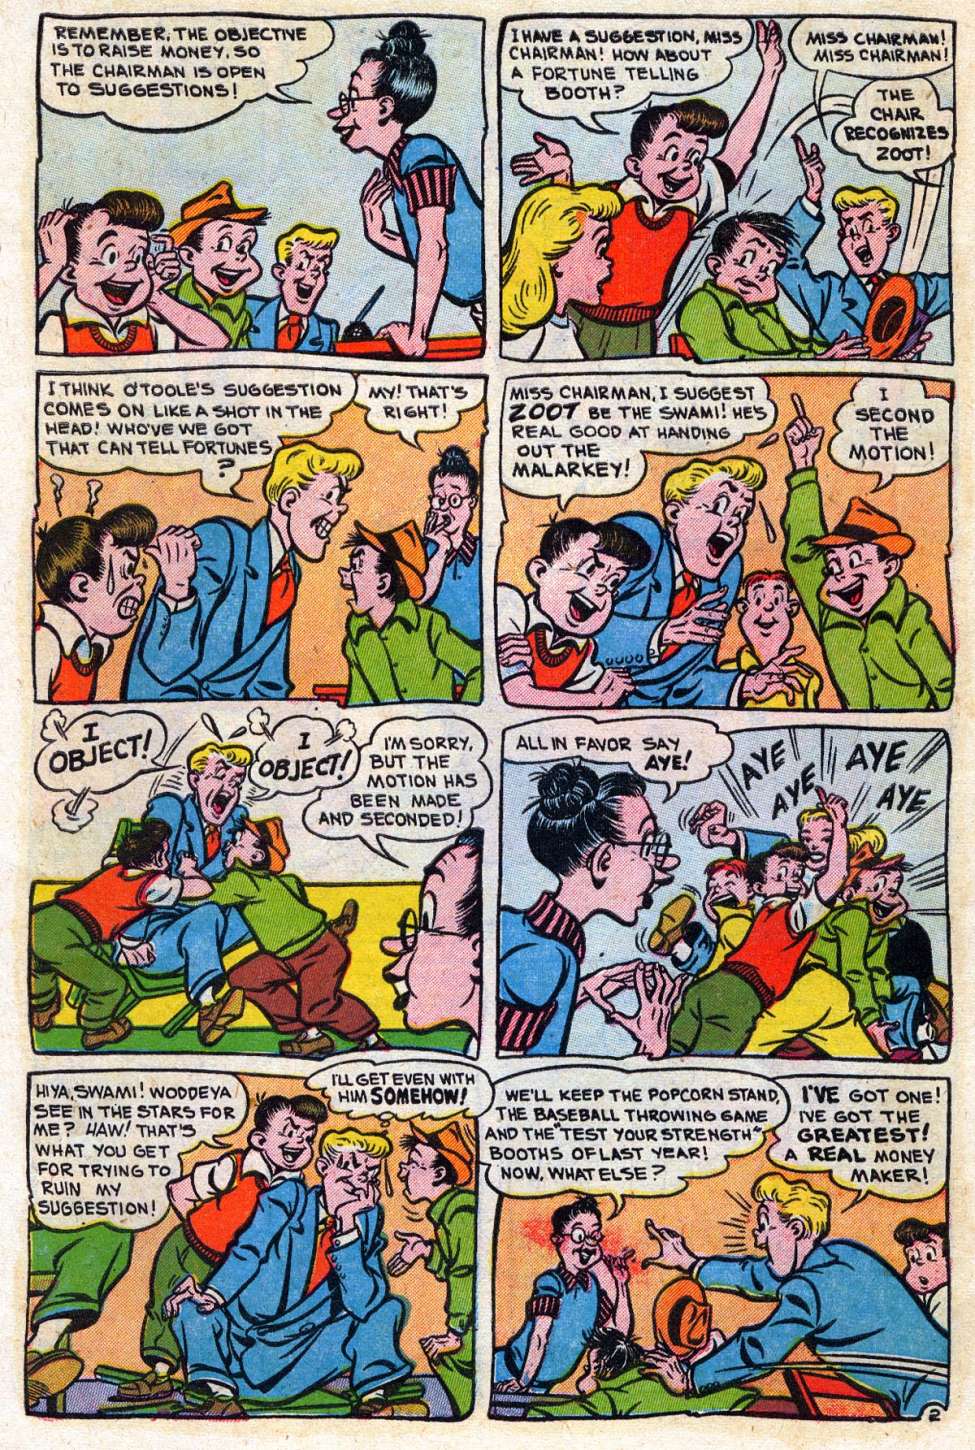 REMEMBER, THE OBJECTIVE
IS TO RAISE MONEY, SO
THE CHAIRMAN IS OPEN
TO SUGGESTIONS!
I HAVE A SUGGESTION, MISS
CHAIRMAN! HOW ABOUT
A FORTUNE TELLING
BOOTH?
MISS CHAIRMAN!
MISS CHAIRMAN!
THE
CHAIR
RECOGNIZES
ZOOT!
I THINK O'TOOLE'S SUGGESTION
COMES ON LIKE A SHOT IN THE
HEAD! WHO'VE WE GOT
THAT CAN TELL FORTUNES
?
MY! THAT'S
RIGHT!
MISS CHAIRMAN, I SUGGEST
ZOOT BE THE SWAMI! HE'S
REAL GOOD AT HANDING
OUT THE
MALARKEY!
I
SECOND
THE
MOTION!
I
OBJECT!
I
OBJECT!
I'M SORRY,
BUT THE
MOTION HAS
BEEN MADE
AND SECONDED!
ALL IN FAVOR SAY
AYE!
AYE
AYE
AYE
AYE
HIYA, SWAMI! WODDEYA
SEE IN THE STARS FOR
ME? HAW! THAT'S
WHAT YOU GET
FOR TRYING TO
RUIN MY
SUGGESTION!
I'LL GET EVEN WITH
HIM SOMEHOW!
WE'LL KEEP THE POPCORN STAND,
THE BASEBALL THROWING GAME
AND THE "TEST YOUR STRENGTH"
BOOTHS OF LAST YEAR!
NOW, WHAT ELSE?
I'VE GOT ONE!
I'VE GOT THE
GREATEST!
A REAL MONEY
MAKER!
2